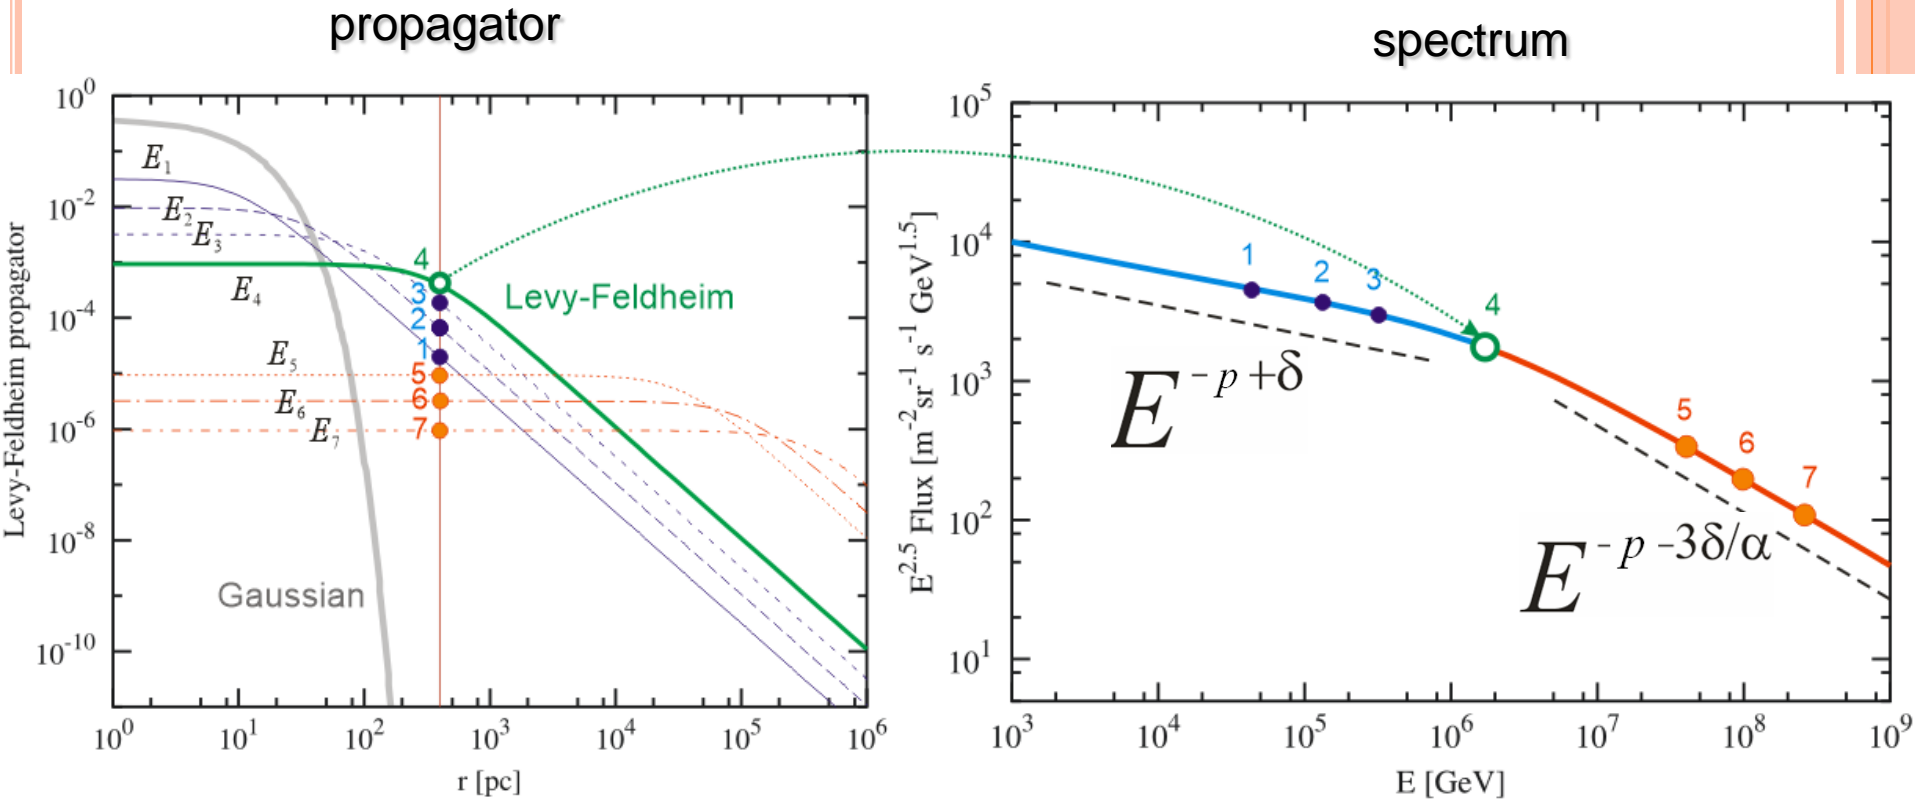 propagator
spectrum
Levy-Feldheim propagator
10^0
10^-2
10^-4
10^-6
10^-8
10^-10
E_1
E_2
E_3
E_4
E_5
E_6
E_7
4
3
2
1
5
6
7
Levy-Feldheim
Gaussian
10^0 10^1 10^2 10^3 10^4 10^5 10^6
r [pc]
E^2.5 Flux [m^-2 sr^-1 s^-1 GeV^1.5]
10^5
10^4
10^3
10^2
10^1
1
2
3
4
5
6
7
E^-p+δ
E^-p-3δ/α
10^3 10^4 10^5 10^6 10^7 10^8 10^9
E [GeV]